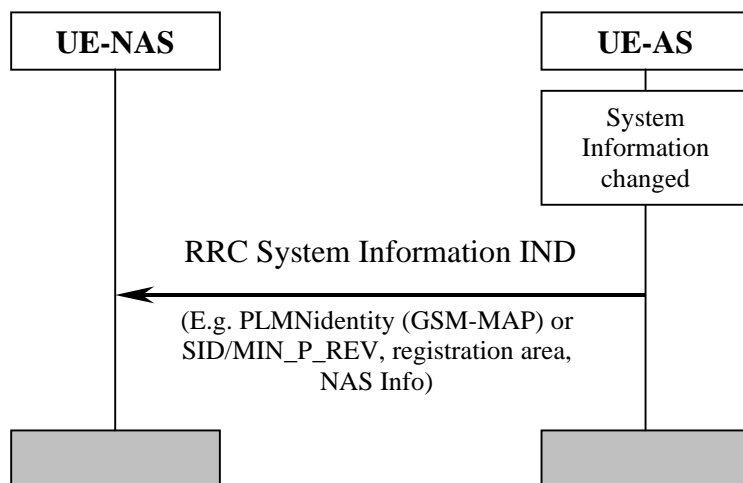 UE-NAS
UE-AS
System
Information
changed
RRC System Information IND
(E.g. PLMNidentity (GSM-MAP) or
SID/MIN_P_REV, registration area,
NAS Info)